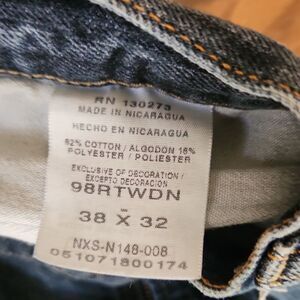 RN 130273
MADE IN NICARAGUA
HECHO EN NICARAGUA
82% COTTON / ALGODON 18%
POLYESTER / POLIESTER
EXCLUSIVE OF DECORATION /
EXCEPTO DECORACION
98RTWDN
38 X 32
NXS-N148-008
051071800174